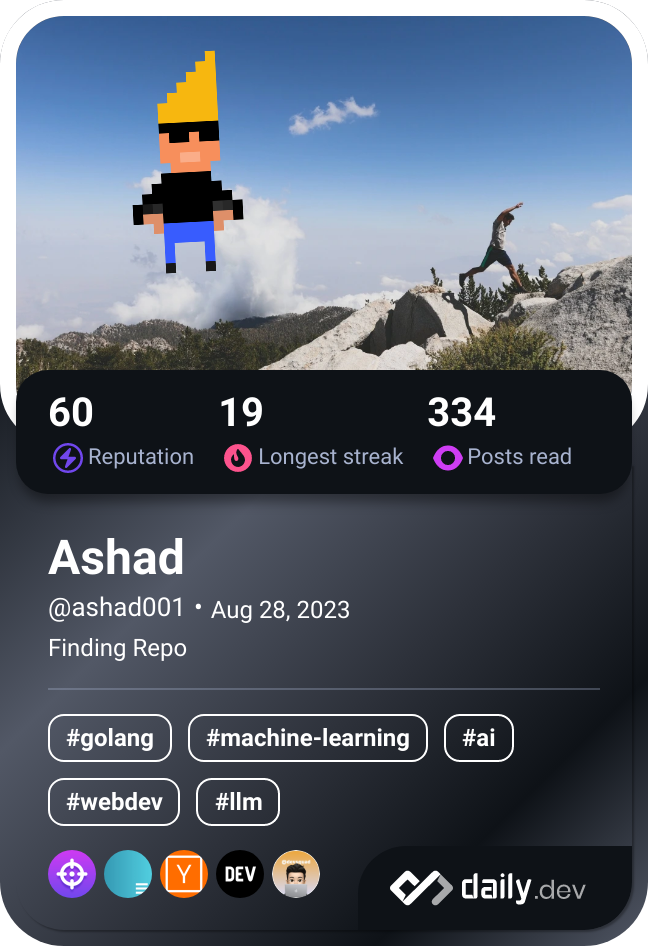 60 19 334
Reputation Longest streak Posts read
Ashad
@ashad001 • Aug 28, 2023
Finding Repo
#golang #machine-learning #ai
#webdev #llm
Y DEV daily.dev